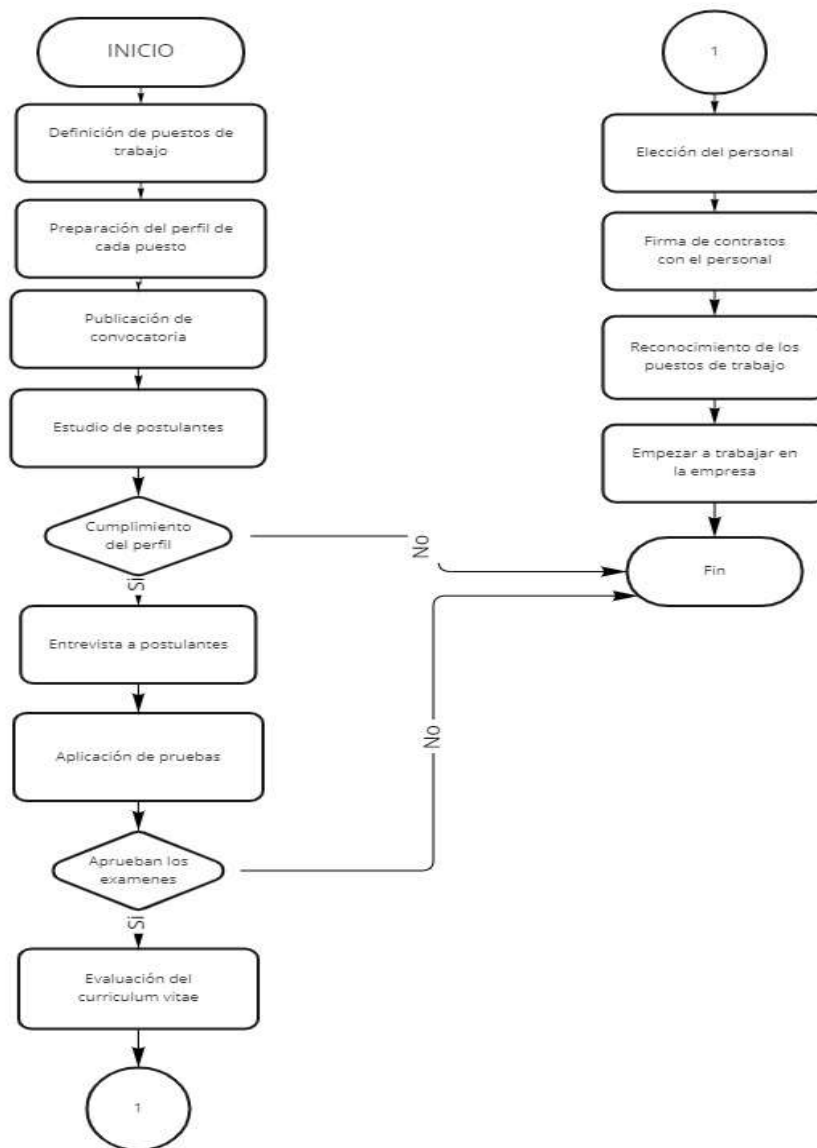 INICIO
Definición de puestos de
trabajo
Preparación del perfil de
cada puesto
Publicación de
convocatoria
Estudio de postulantes
Cumplimiento
del perfil
No
Si
Entrevista a postulantes
Aplicación de pruebas
Aprueban los
examenes
No
Si
Evaluación del
curriculum vitae
1
1
Elección del personal
Firma de contratos
con el personal
Reconocimiento de los
puestos de trabajo
Empezar a trabajar en
la empresa
Fin